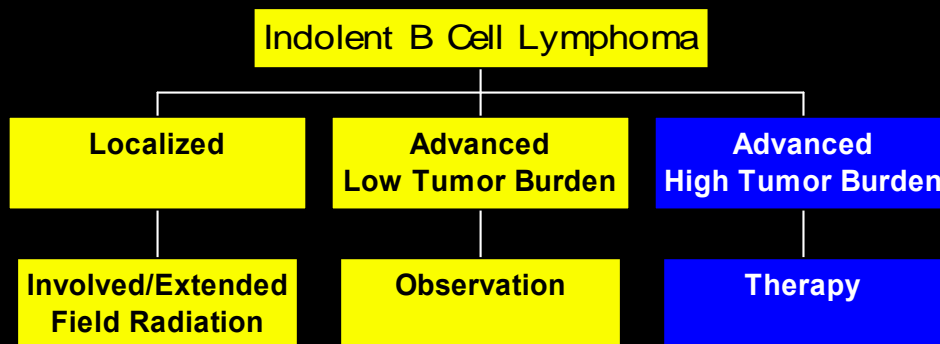 Indolent B Cell Lymphoma
Localized
Advanced
Low Tumor Burden
Advanced
High Tumor Burden
Involved/Extended
Field Radiation
Observation
Therapy